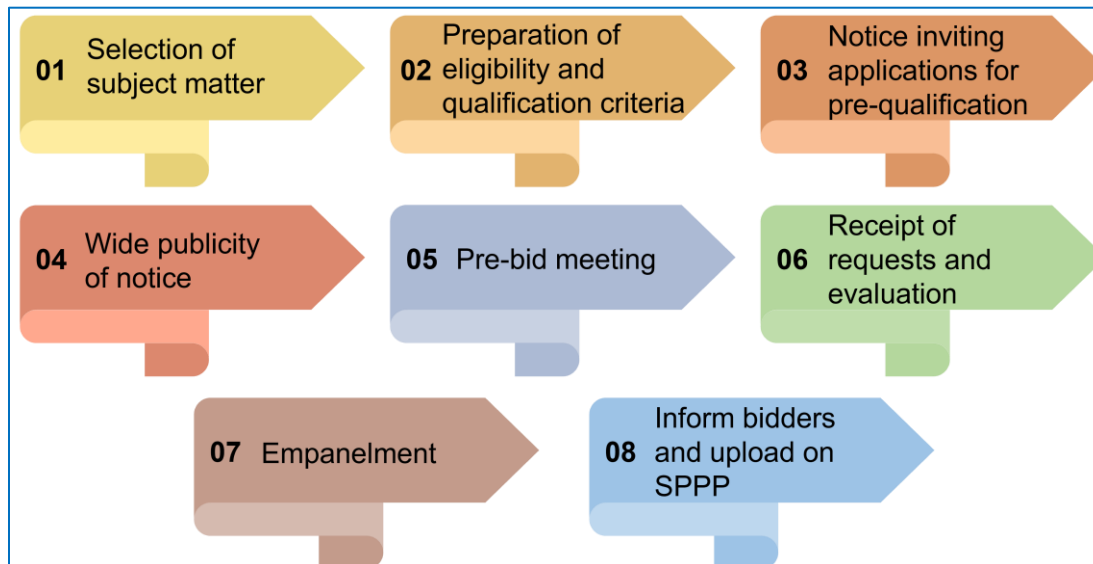 01 Selection of
subject matter
02 Preparation of
eligibility and
qualification criteria
03 Notice inviting
applications for
pre-qualification
04 Wide publicity
of notice
05 Pre-bid meeting
06 Receipt of
requests and
evaluation
07 Empanelment
08 Inform bidders
and upload on
SPPP